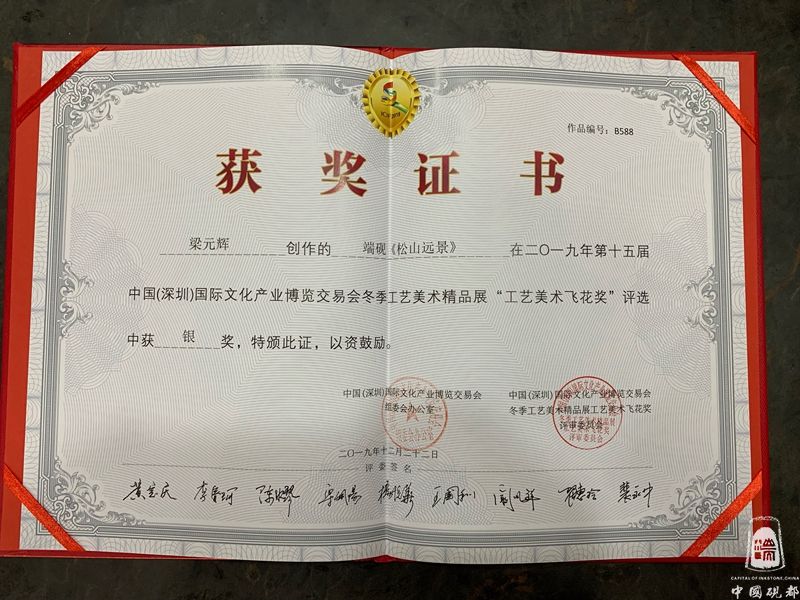 作品编号：B588
获奖证书
梁元辉 创作的 端砚《松山远景》 在二〇一九年第十五届
中国(深圳)国际文化产业博览交易会冬季工艺美术精品展“工艺美术飞花奖”评选
中获 银 奖，特颁此证，以资鼓励。
中国(深圳)国际文化产业博览交易会 中国(深圳)国际文化产业博览交易会
组委会办公室 冬季工艺美术精品展工艺美术飞花奖
评审委员会
二〇一九年十二月二十二日
评委签名
CAPITAL OF INKSTONE,CHINA
中國硯都